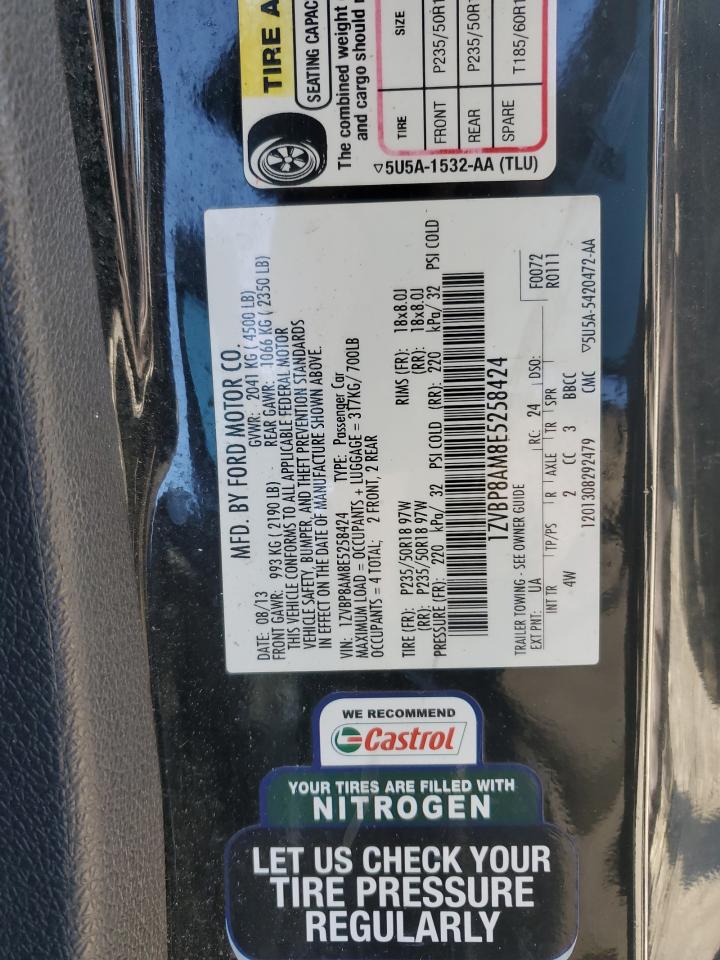 TIRE A
SEATING CAPAC
The combined weight
and cargo should
TIRE SIZE
FRONT P235/50R1
REAR P235/50R1
SPARE T185/60R1
▽5U5A-1532-AA (TLU)
MFD. BY FORD MOTOR CO.
DATE: 08/13 GVWR: 2041 KG ( 4500 LB)
FRONT GAWR: 993 KG ( 2190 LB) REAR GAWR: 1066 KG ( 2350 LB)
THIS VEHICLE CONFORMS TO ALL APPLICABLE FEDERAL MOTOR
VEHICLE SAFETY, BUMPER, AND THEFT PREVENTION STANDARDS
IN EFFECT ON THE DATE OF MANUFACTURE SHOWN ABOVE.
VIN: 1ZVBP8AM8E5258424 TYPE: Passenger Car
MAXIMUM LOAD = OCCUPANTS + LUGGAGE = 317KG/ 700LB
OCCUPANTS = 4 TOTAL; 2 FRONT, 2 REAR
TIRE (FR): P235/50R18 97W RIMS (FR): 18x8.0J
(RR): P235/50R18 97W (RR): 18x8.0J
PRESSURE (FR): 220 kPa/ 32 PSI COLD (RR): 220 kPa/ 32 PSI COLD
1ZVBP8AM8E5258424
TRAILER TOWING - SEE OWNER GUIDE
EXT PNT: UA RC: 24 DSO: F0072
INT TR TP/PS R AXLE TR SPR R0111
4W 2 CC 3 BBCC
1201308292479 CMC ▽5U5A-5420472-AA
WE RECOMMEND
Castrol
YOUR TIRES ARE FILLED WITH
NITROGEN
LET US CHECK YOUR
TIRE PRESSURE
REGULARLY